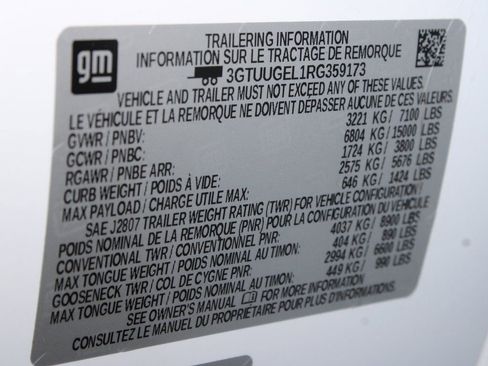 gm
TRAILERING INFORMATION
INFORMATION SUR LE TRACTAGE DE REMORQUE
3GTUUGEL1RG359173
VEHICLE AND TRAILER MUST NOT EXCEED ANY OF THESE VALUES
LE VÉHICULE ET LA REMORQUE NE DOIVENT DÉPASSER AUCUNE DE CES VALEURS.
GVWR / PNBV: 3221 KG / 7100 LBS
GCWR / PNBC: 6804 KG / 15000 LBS
RGAWR / PNBE ARR: 1724 KG / 3800 LBS
CURB WEIGHT / POIDS À VIDE: 2575 KG / 5676 LBS
MAX PAYLOAD / CHARGE UTILE MAX: 646 KG / 1424 LBS
SAE J2807 TRAILER WEIGHT RATING (TWR) FOR VEHICLE CONFIGURATION
POIDS NOMINAL DE LA REMORQUE (PNR) POUR LA CONFIGURATION DU VÉHICULE
CONVENTIONAL TWR / CONVENTIONNEL PNR: 4037 KG / 8900 LBS
MAX TONGUE WEIGHT / POIDS NOMINAL AU TIMON: 404 KG / 890 LBS
GOOSENECK TWR / COL DE CYGNE PNR: 2994 KG / 6600 LBS
MAX TONGUE WEIGHT / POIDS NOMINAL AU TIMON: 449 KG / 990 LBS
SEE OWNER'S MANUAL FOR MORE INFORMATION
CONSULTEZ LE MANUEL DU PROPRIÉTAIRE POUR PLUS D'INFORMATIONS.